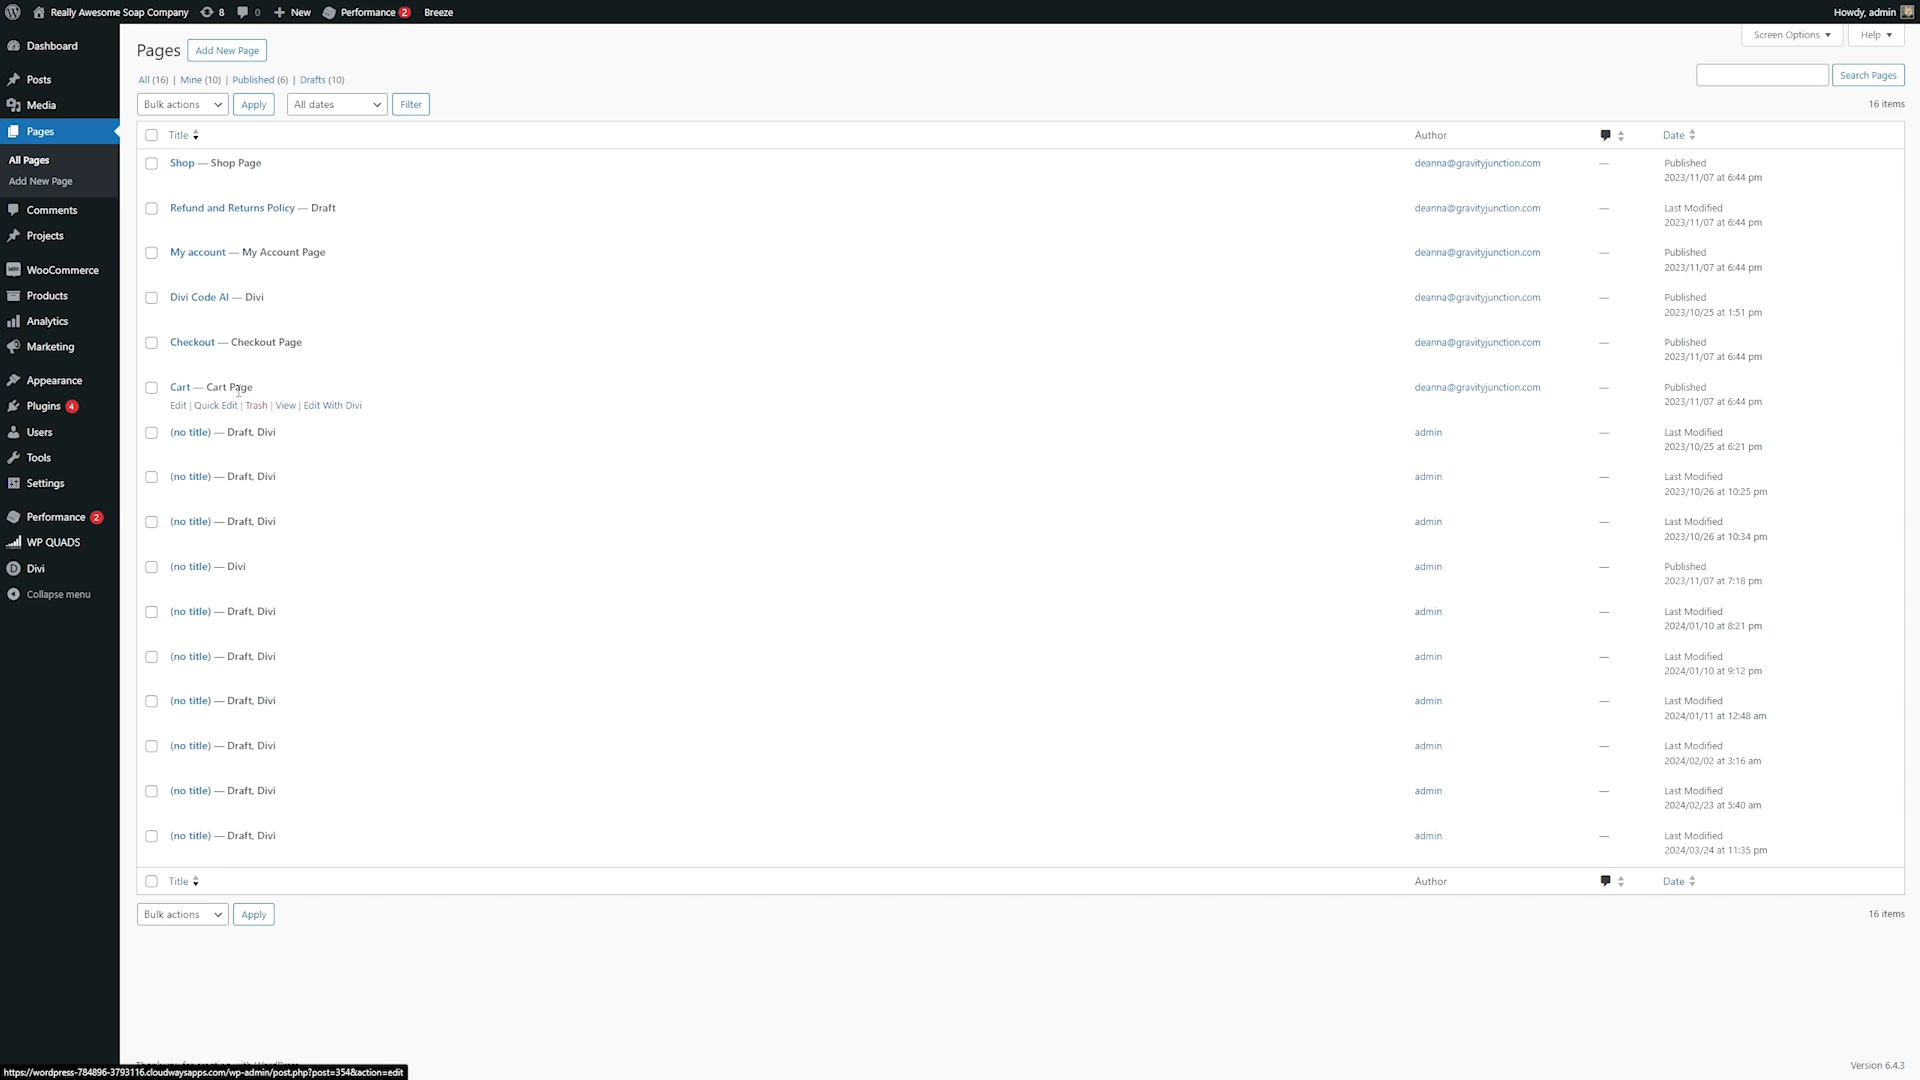 Really Awesome Soap Company 8 0 New Performance 2 Breeze Howdy, admin
Dashboard
Posts
Media
Pages
All Pages
Add New Page
Comments
Projects
WooCommerce
Products
Analytics
Marketing
Appearance
Plugins 4
Users
Tools
Settings
Performance 2
WP QUADS
Divi
Collapse menu
Screen Options Help
Pages Add New Page
All (16) | Mine (10) | Published (6) | Drafts (10)
Search Pages
Bulk actions Apply All dates Filter 16 items
Title Author Date
Shop — Shop Page deanna@gravityjunction.com — Published
2023/11/07 at 6:44 pm
Refund and Returns Policy — Draft deanna@gravityjunction.com — Last Modified
2023/11/07 at 6:44 pm
My account — My Account Page deanna@gravityjunction.com — Published
2023/11/07 at 6:44 pm
Divi Code AI — Divi deanna@gravityjunction.com — Published
2023/10/25 at 1:51 pm
Checkout — Checkout Page deanna@gravityjunction.com — Published
2023/11/07 at 6:44 pm
Cart — Cart Page deanna@gravityjunction.com — Published
Edit | Quick Edit | Trash | View | Edit With Divi 2023/11/07 at 6:44 pm
(no title) — Draft, Divi admin — Last Modified
2023/10/25 at 6:21 pm
(no title) — Draft, Divi admin — Last Modified
2023/10/26 at 10:25 pm
(no title) — Draft, Divi admin — Last Modified
2023/10/26 at 10:34 pm
(no title) — Divi admin — Published
2023/11/07 at 7:18 pm
(no title) — Draft, Divi admin — Last Modified
2024/01/10 at 8:21 pm
(no title) — Draft, Divi admin — Last Modified
2024/01/10 at 9:12 pm
(no title) — Draft, Divi admin — Last Modified
2024/01/11 at 12:48 am
(no title) — Draft, Divi admin — Last Modified
2024/02/02 at 3:16 am
(no title) — Draft, Divi admin — Last Modified
2024/02/23 at 5:40 am
(no title) — Draft, Divi admin — Last Modified
2024/03/24 at 11:35 pm
Title Author Date
Bulk actions Apply 16 items
Version 6.4.3
https://wordpress-784896-3793116.cloudwaysapps.com/wp-admin/post.php?post=354&action=edit